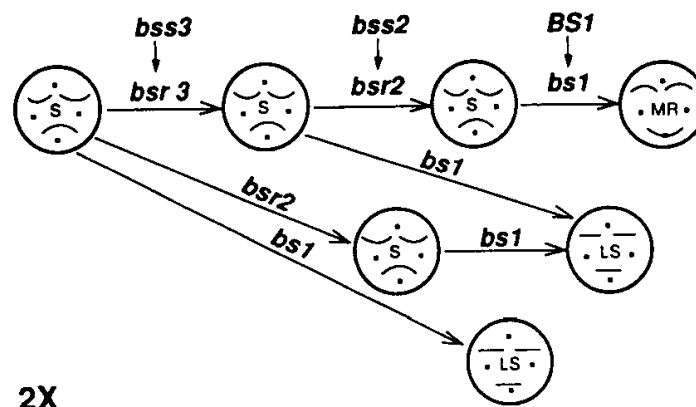 bss3 bss2 BS1
bsr 3 bsr2 bs1
S S S MR
bs1
bsr2
bs1
S bs1 LS
LS
2X